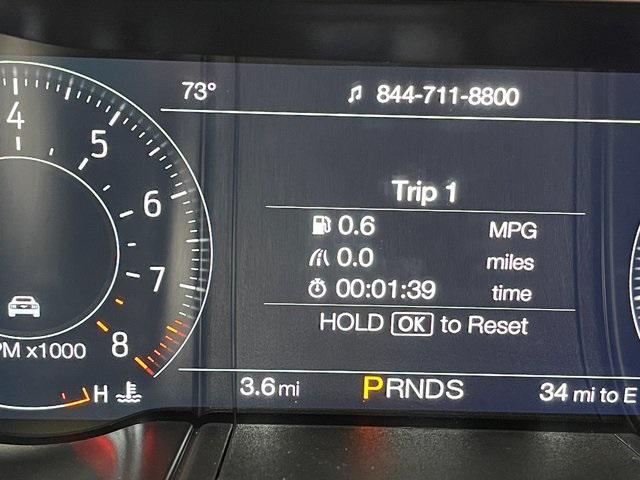 73° 844-711-8800
4
5
6
7
8
PM x1000
H
Trip 1
0.6 MPG
0.0 miles
00:01:39 time
HOLD OK to Reset
3.6 mi PRNDS 34 mi to E